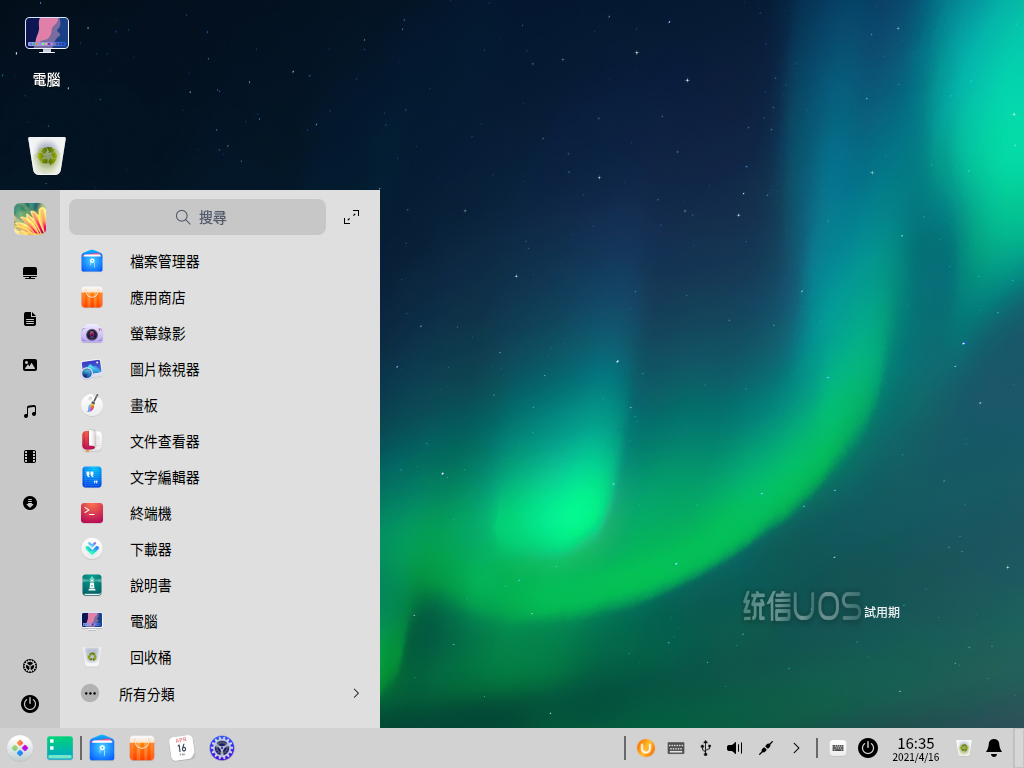 電腦
搜尋
檔案管理器
應用商店
螢幕錄影
圖片檢視器
畫板
文件查看器
文字編輯器
終端機
下載器
說明書
電腦
回收桶
所有分類
统信UOS 試用期
APR
16
16:35
2021/4/16